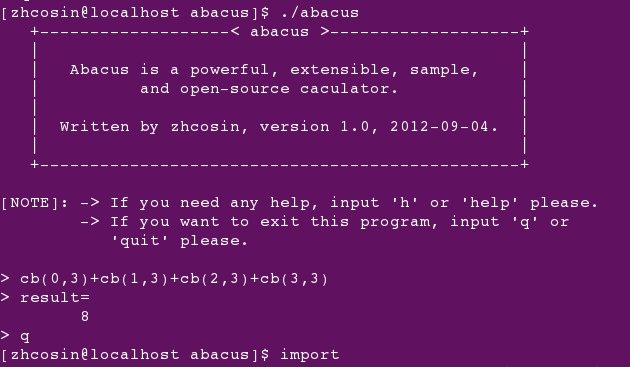 [zhcosin@localhost abacus]$ ./abacus
+-------------------< abacus >-------------------+
|                                                |
|   Abacus is a powerful, extensible, sample,    |
|          and open-source caculator.            |
|                                                |
|  Written by zhcosin, version 1.0, 2012-09-04.  |
|                                                |
+------------------------------------------------+
[NOTE]: -> If you need any help, input 'h' or 'help' please.
-> If you want to exit this program, input 'q' or
'quit' please.
> cb(0,3)+cb(1,3)+cb(2,3)+cb(3,3)
> result=
8
> q
[zhcosin@localhost abacus]$ import